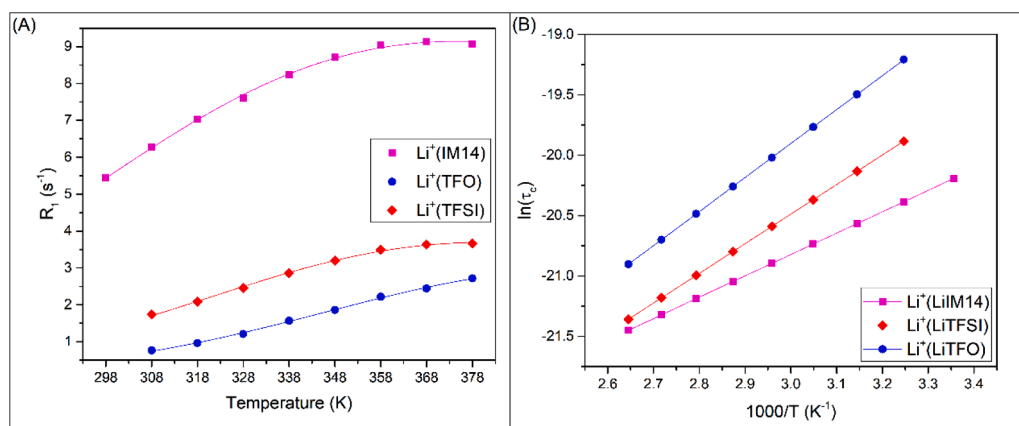 (A)
R₁ (s⁻¹)
9
8
7
6
5
4
3
2
1
Li⁺(IM14)
Li⁺(TFO)
Li⁺(TFSI)
298 308 318 328 338 348 358 368 378
Temperature (K)
(B)
ln(τc)
-19.0
-19.5
-20.0
-20.5
-21.0
-21.5
Li⁺(LiIM14)
Li⁺(LiTFSI)
Li⁺(LiTFO)
2.6 2.7 2.8 2.9 3.0 3.1 3.2 3.3 3.4
1000/T (K⁻¹)